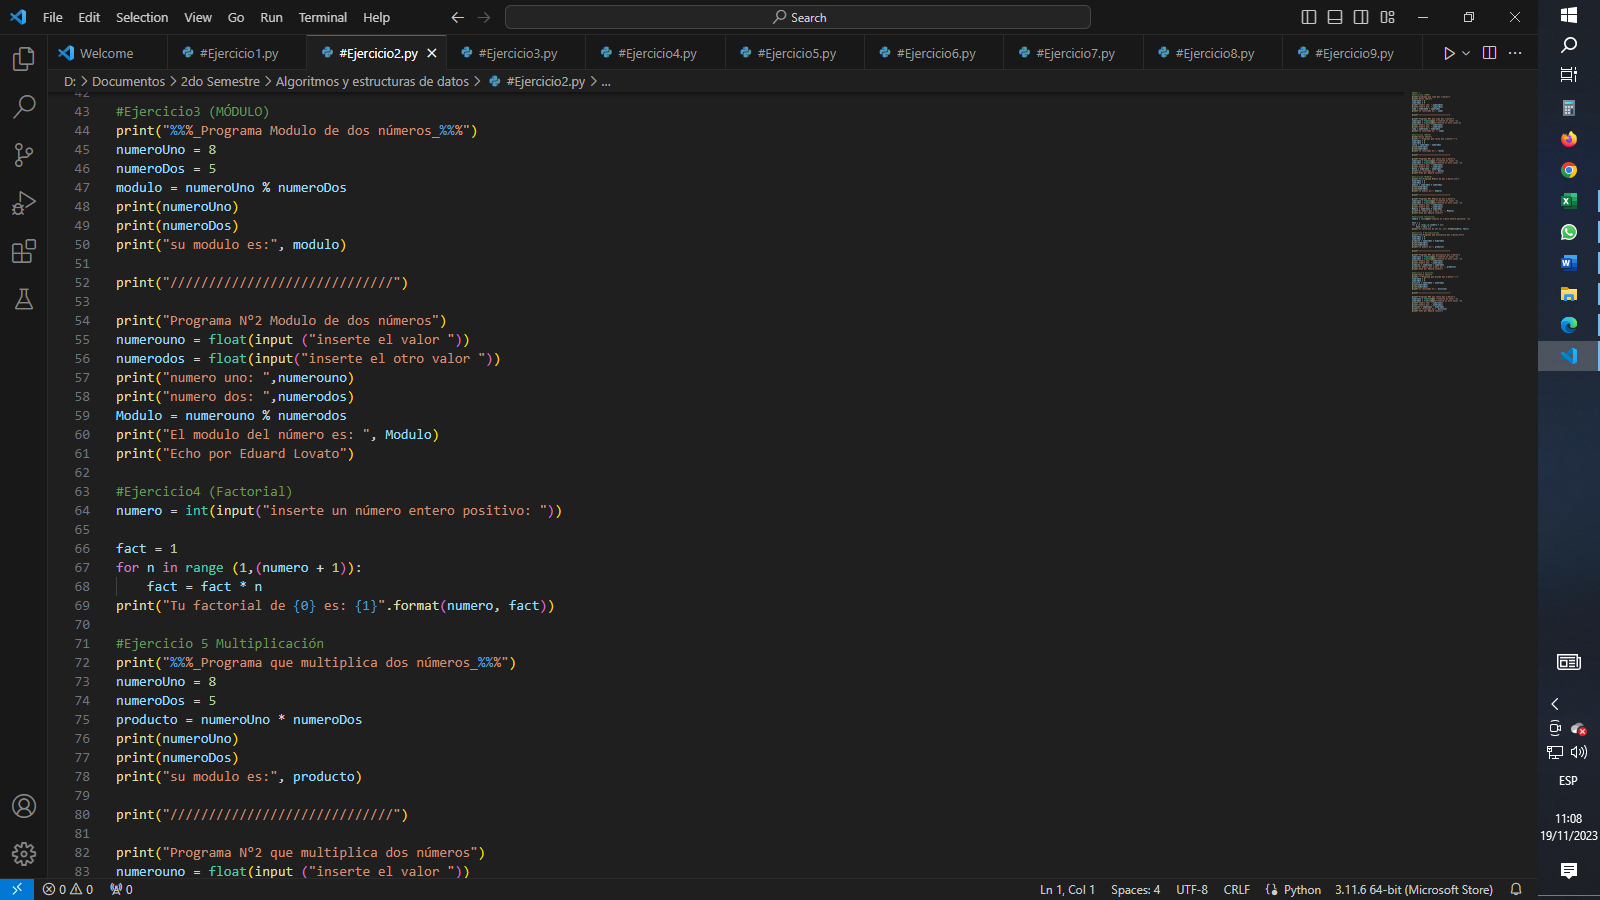 File Edit Selection View Go Run Terminal Help Search
Welcome #Ejercicio1.py #Ejercicio2.py #Ejercicio3.py #Ejercicio4.py #Ejercicio5.py #Ejercicio6.py #Ejercicio7.py #Ejercicio8.py #Ejercicio9.py
D: > Documentos > 2do Semestre > Algoritmos y estructuras de datos > #Ejercicio2.py > ...
42
43 #Ejercicio3 (MÓDULO)
44 print("%%%_Programa Modulo de dos números_%%%")
45 numeroUno = 8
46 numeroDos = 5
47 modulo = numeroUno % numeroDos
48 print(numeroUno)
49 print(numeroDos)
50 print("su modulo es:", modulo)
51
52 print("/////////////////////////////")
53
54 print("Programa Nº2 Modulo de dos números")
55 numerouno = float(input ("inserte el valor "))
56 numerodos = float(input("inserte el otro valor "))
57 print("numero uno: ",numerouno)
58 print("numero dos: ",numerodos)
59 Modulo = numerouno % numerodos
60 print("El modulo del número es: ", Modulo)
61 print("Echo por Eduard Lovato")
62
63 #Ejercicio4 (Factorial)
64 numero = int(input("inserte un número entero positivo: "))
65
66 fact = 1
67 for n in range (1,(numero + 1)):
68     fact = fact * n
69 print("Tu factorial de {0} es: {1}".format(numero, fact))
70
71 #Ejercicio 5 Multiplicación
72 print("%%%_Programa que multiplica dos números_%%%")
73 numeroUno = 8
74 numeroDos = 5
75 producto = numeroUno * numeroDos
76 print(numeroUno)
77 print(numeroDos)
78 print("su modulo es:", producto)
79
80 print("/////////////////////////////")
81
82 print("Programa Nº2 que multiplica dos números")
83 numerouno = float(input ("inserte el valor "))
0 0 0 Ln 1, Col 1 Spaces: 4 UTF-8 CRLF Python 3.11.6 64-bit (Microsoft Store)
ESP
11:08
19/11/2023